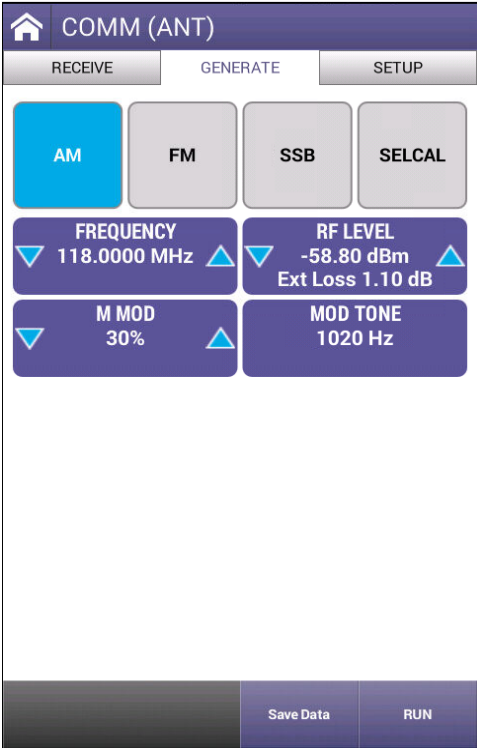 COMM (ANT)
RECEIVE GENERATE SETUP
AM FM SSB SELCAL
FREQUENCY
118.0000 MHz
RF LEVEL
-58.80 dBm
Ext Loss 1.10 dB
M MOD
30%
MOD TONE
1020 Hz
Save Data RUN